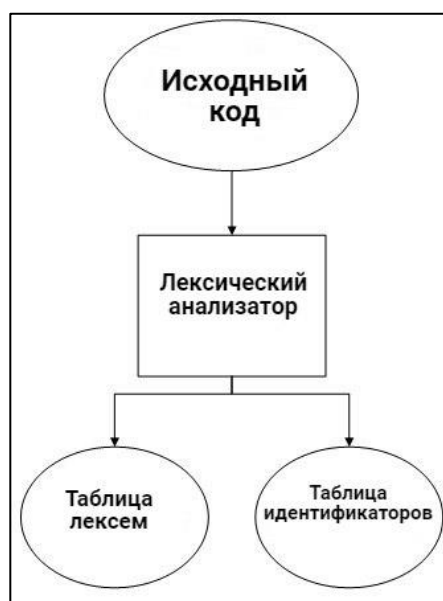 Исходный
код
Лексический
анализатор
Таблица
лексем
Таблица
идентификаторов